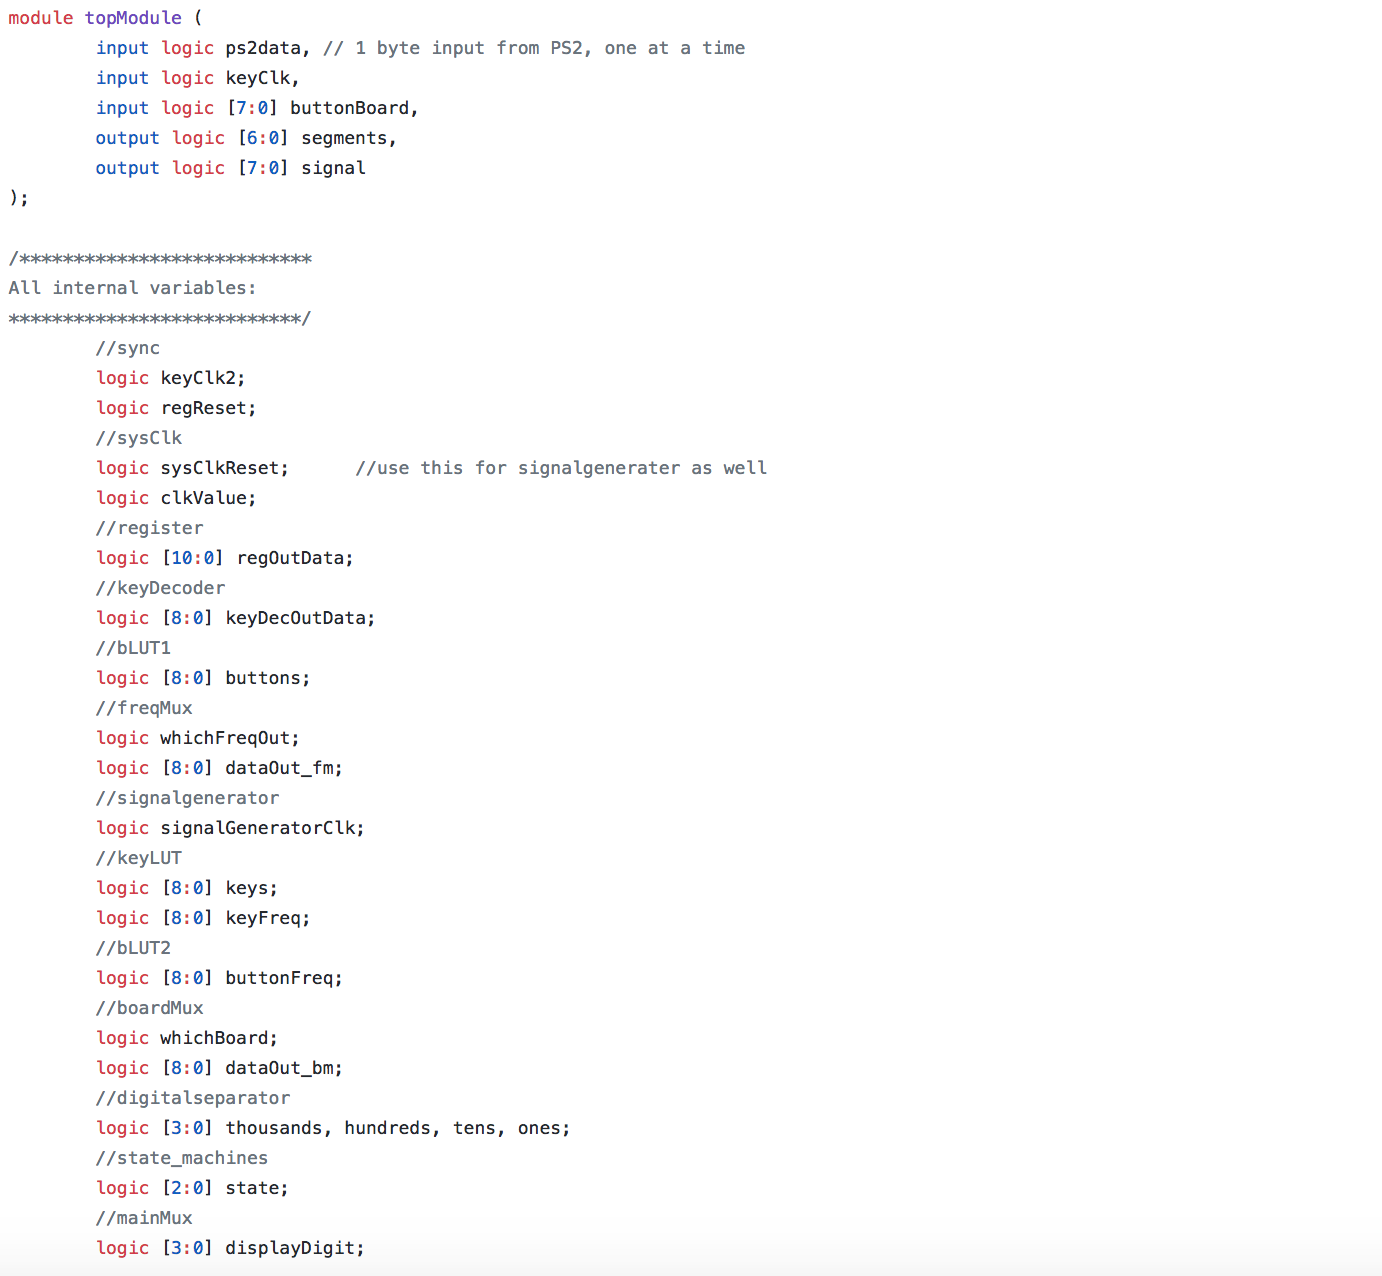 module topModule (
        input logic ps2data, // 1 byte input from PS2, one at a time
        input logic keyClk,
        input logic [7:0] buttonBoard,
        output logic [6:0] segments,
        output logic [7:0] signal
);

/***************************
All internal variables:
***************************/
        //sync
        logic keyClk2;
        logic regReset;
        //sysClk
        logic sysClkReset;      //use this for signalgenerater as well
        logic clkValue;
        //register
        logic [10:0] regOutData;
        //keyDecoder
        logic [8:0] keyDecOutData;
        //bLUT1
        logic [8:0] buttons;
        //freqMux
        logic whichFreqOut;
        logic [8:0] dataOut_fm;
        //signalgenerator
        logic signalGeneratorClk;
        //keyLUT
        logic [8:0] keys;
        logic [8:0] keyFreq;
        //bLUT2
        logic [8:0] buttonFreq;
        //boardMux
        logic whichBoard;
        logic [8:0] dataOut_bm;
        //digitalseparator
        logic [3:0] thousands, hundreds, tens, ones;
        //state_machines
        logic [2:0] state;
        //mainMux
        logic [3:0] displayDigit;